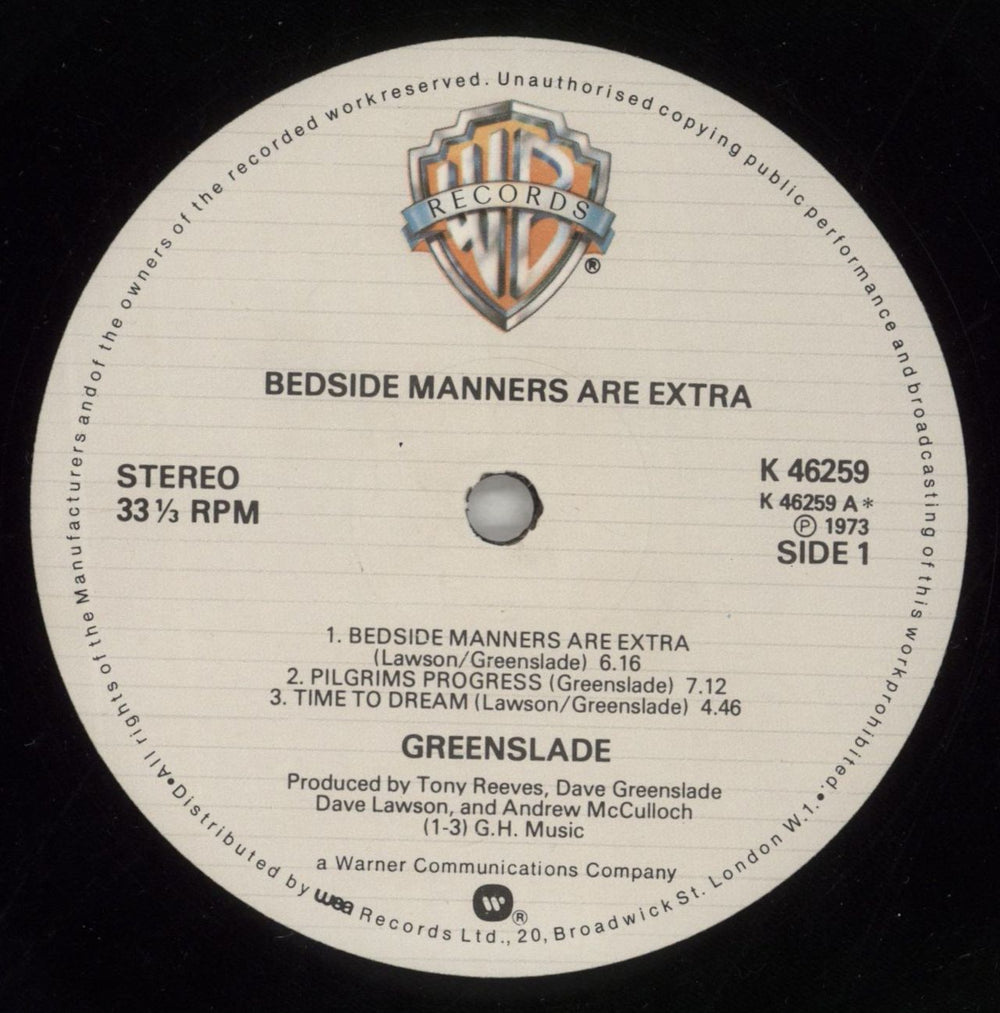 All rights of the Manufacturers and of the owners of the recorded work reserved. Unauthorised copying public performance and broadcasting of this work prohibited.
WB
RECORDS
®
BEDSIDE MANNERS ARE EXTRA
STEREO
33⅓ RPM
K 46259
K 46259 A*
℗ 1973
SIDE 1
1. BEDSIDE MANNERS ARE EXTRA
(Lawson/Greenslade) 6.16
2. PILGRIMS PROGRESS (Greenslade) 7.12
3. TIME TO DREAM (Lawson/Greenslade) 4.46
GREENSLADE
Produced by Tony Reeves, Dave Greenslade
Dave Lawson, and Andrew McCulloch
(1-3) G.H. Music
a Warner Communications Company
W®
•Distributed by wea Records Ltd., 20, Broadwick St. London W.1.•